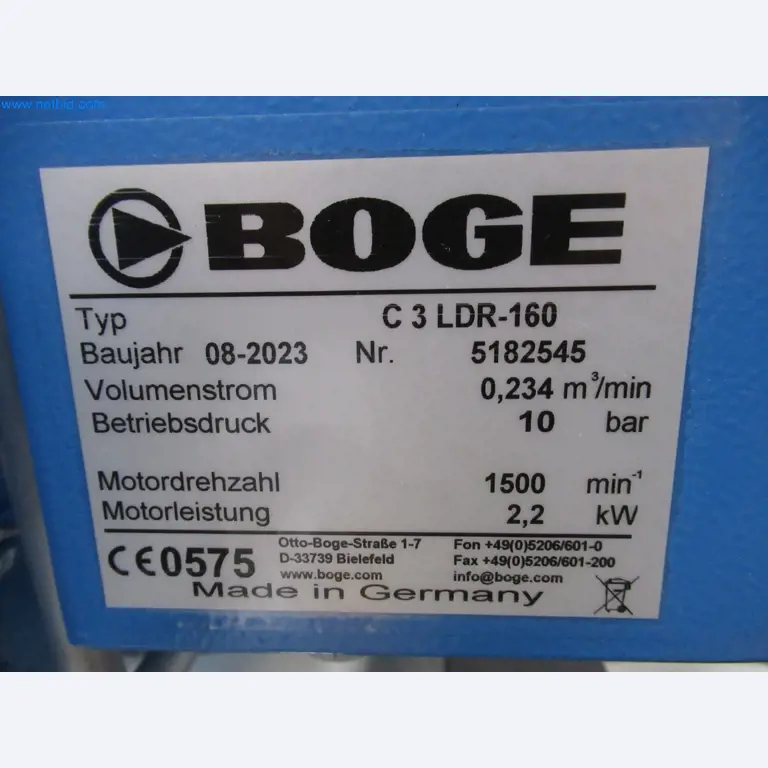 www.netbid.com
BOGE
Typ C 3 LDR-160
Baujahr 08-2023 Nr. 5182545
Volumenstrom 0,234 m³/min
Betriebsdruck 10 bar
Motordrehzahl 1500 min⁻¹
Motorleistung 2,2 kW
CE0575 Otto-Boge-Straße 1-7 Fon +49(0)5206/601-0
D-33739 Bielefeld Fax +49(0)5206/601-200
www.boge.com info@boge.com
Made in Germany